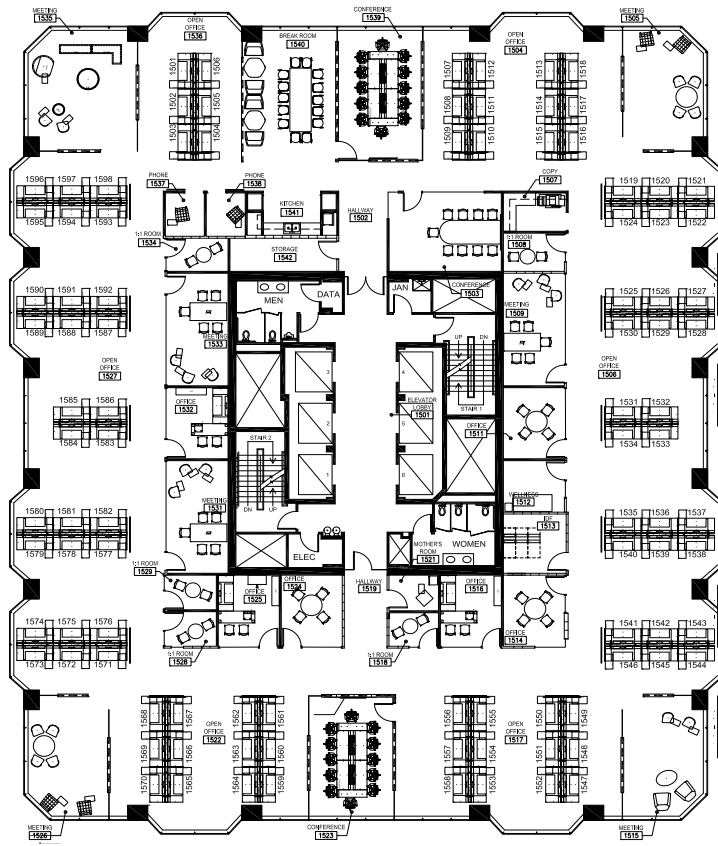 MEETING
1535
OPEN
OFFICE
1536
CONFERENCE
1539
BREAK ROOM
1540
OPEN
OFFICE
1504
MEETING
1505
1501
1506
1502
1505
1503
1504
1507
1512
1508
1511
1509
1510
1513
1518
1514
1517
1515
1516
PHONE
1537
PHONE
1538
COPY
1507
1596
1597
1598
1595
1594
1593
KITCHEN
1541
HALLWAY
1502
1519
1520
1521
1524
1523
1522
1:1 ROOM
1534
STORAGE
1542
1:1 ROOM
1508
CONFERENCE
1503
MEN
DATA
JAN
MEETING
1509
1590
1591
1592
1589
1588
1587
1525
1526
1527
1530
1529
1528
MEETING
1533
UP
DN
STAIR 1
3
4
OPEN
OFFICE
1527
OPEN
OFFICE
1506
OFFICE
1532
ELEVATOR
LOBBY
1501
1585
1586
1584
1583
2
5
OFFICE
1511
1531
1532
1534
1533
STAIR 2
DN
UP
1
6
WELLNESS
1512
MEETING
1531
IDF
1513
1580
1581
1582
1579
1578
1577
1535
1536
1537
1540
1539
1538
ELEC
MOTHER'S
ROOM
1521
WOMEN
1:1 ROOM
1529
OFFICE
1525
OFFICE
1524
HALLWAY
1519
OFFICE
1516
1574
1575
1576
1573
1572
1571
1:1 ROOM
1528
1:1 ROOM
1518
OFFICE
1514
1541
1542
1543
1546
1545
1544
1568
1567
1569
1566
1570
1565
OPEN
OFFICE
1522
1562
1561
1563
1560
1564
1559
1556
1555
1557
1554
1558
1553
OPEN
OFFICE
1517
1550
1549
1551
1548
1552
1547
MEETING
1526
CONFERENCE
1523
MEETING
1515